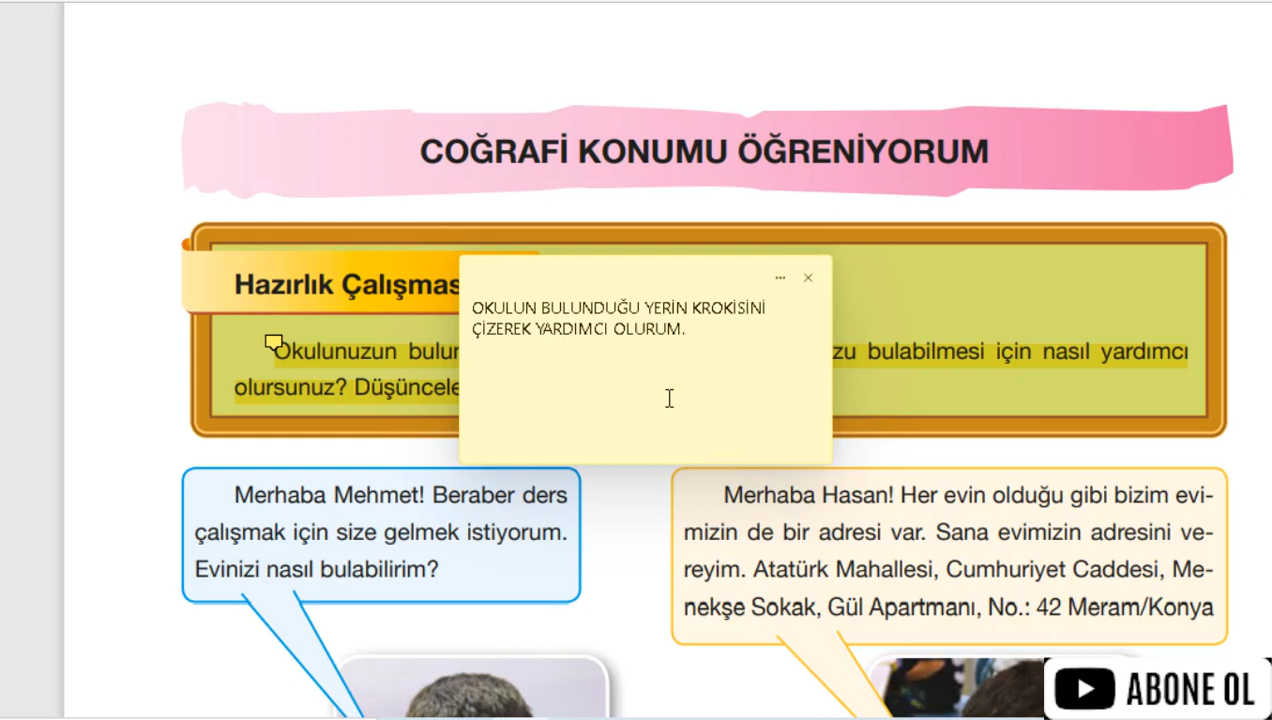 COĞRAFİ KONUMU ÖĞRENİYORUM
Hazırlık Çalışmas
OKULUN BULUNDUĞU YERİN KROKİSİNİ
ÇİZEREK YARDIMCI OLURUM.
Okulunuzun bulun zu bulabilmesi için nasıl yardımcı
olursunuz? Düşüncele
Merhaba Mehmet! Beraber ders
çalışmak için size gelmek istiyorum.
Evinizi nasıl bulabilirim?
Merhaba Hasan! Her evin olduğu gibi bizim evi-
mizin de bir adresi var. Sana evimizin adresini ve-
reyim. Atatürk Mahallesi, Cumhuriyet Caddesi, Me-
nekşe Sokak, Gül Apartmanı, No.: 42 Meram/Konya
ABONE OL